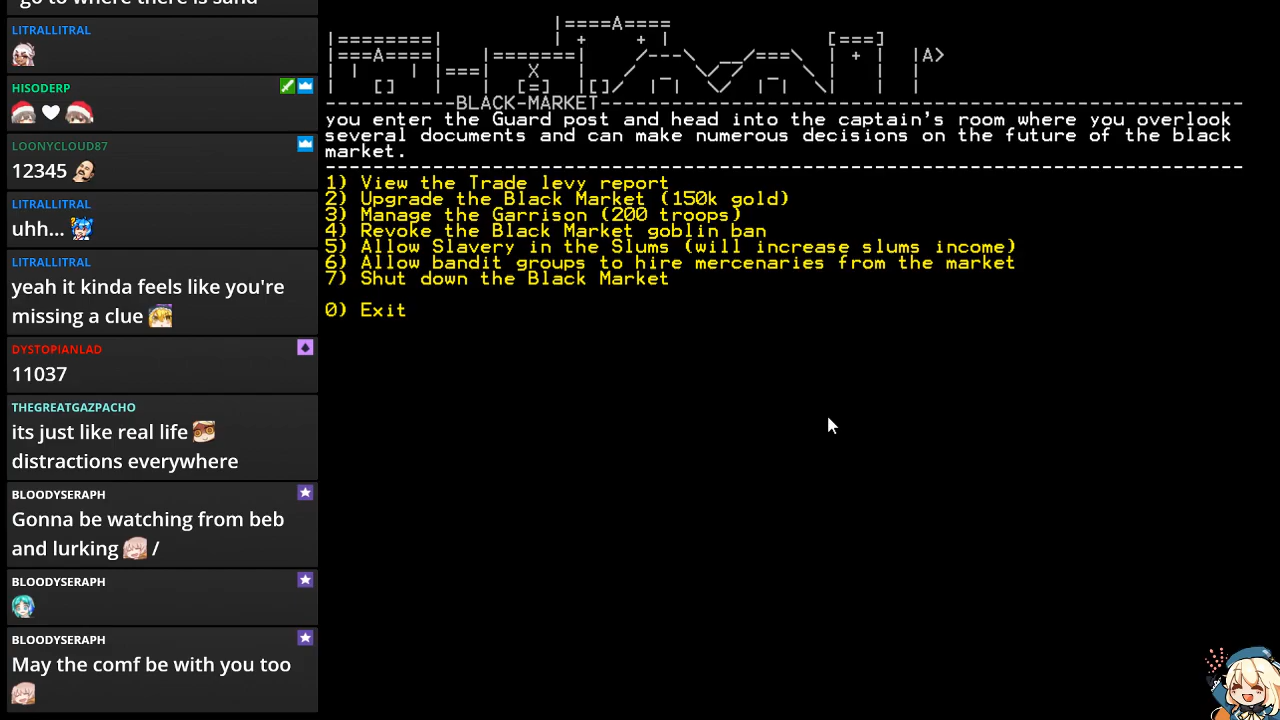 "go to where there is sand"
LITRALLITRAL
HISODERP
LOONYCLOUD87
12345
LITRALLITRAL
uhh...
LITRALLITRAL
yeah it kinda feels like you're
missing a clue
DYSTOPIANLAD
11037
THEGREATGAZPACHO
its just like real life
distractions everywhere
BLOODYSERAPH
Gonna be watching from beb
and lurking /
BLOODYSERAPH
BLOODYSERAPH
May the comf be with you too
BLACK-MARKET
you enter the Guard post and head into the captain's room where you overlook
several documents and can make numerous decisions on the future of the black
market.
1) View the Trade levy report
2) Upgrade the Black Market (150k gold)
3) Manage the Garrison (200 troops)
4) Revoke the Black Market goblin ban
5) Allow Slavery in the Slums (will increase slums income)
6) Allow bandit groups to hire mercenaries from the market
7) Shut down the Black Market
0) Exit